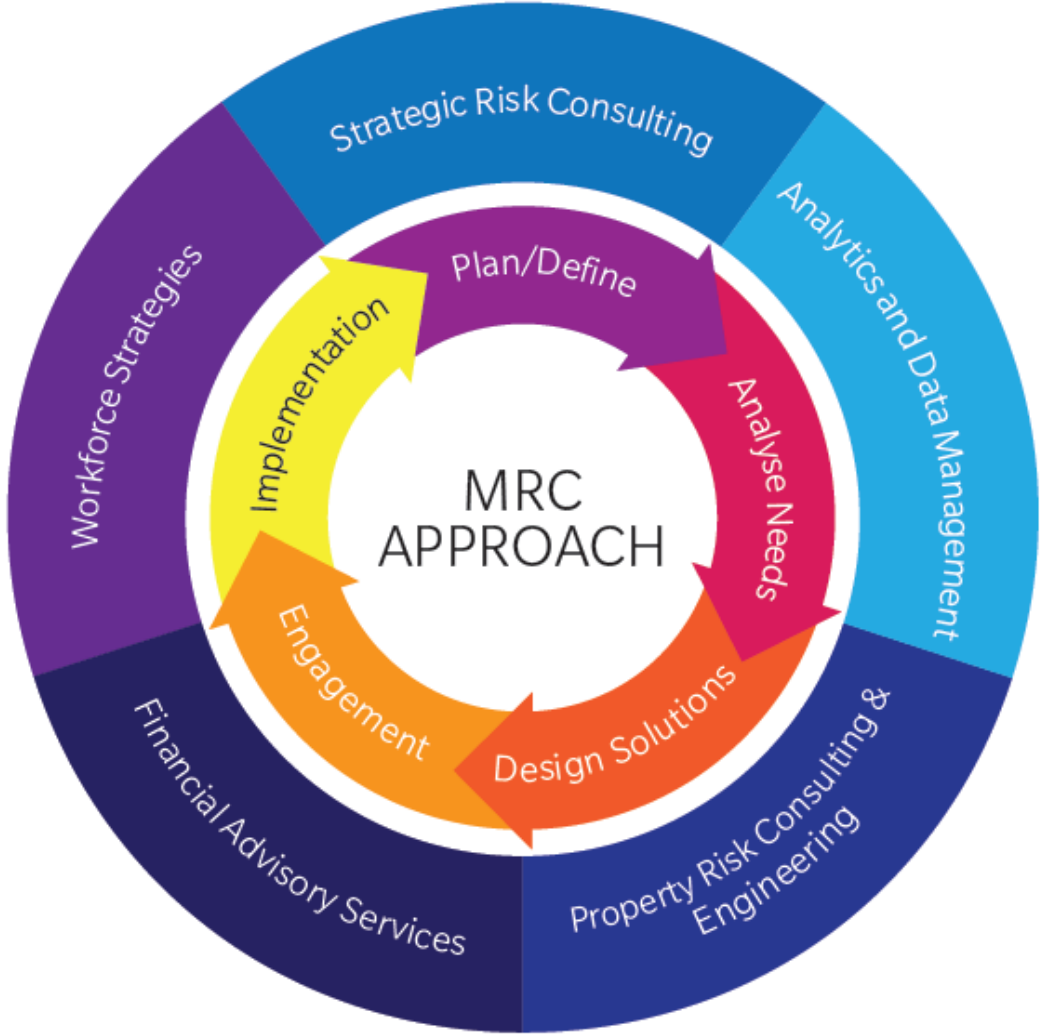 Strategic Risk Consulting
Analytics and Data Management
Property Risk Consulting &
Engineering
Financial Advisory Services
Workforce Strategies
Plan/Define
Analyse Needs
Design Solutions
Engagement
Implementation
MRC
APPROACH